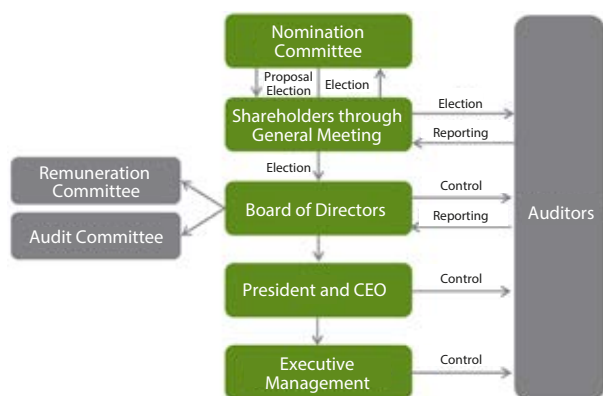 Nomination
Committee
Proposal
Election
Election
Shareholders through
General Meeting
Election
Reporting
Election
Remuneration
Committee
Audit Committee
Board of Directors
Control
Reporting
Auditors
President and CEO
Control
Executive
Management
Control